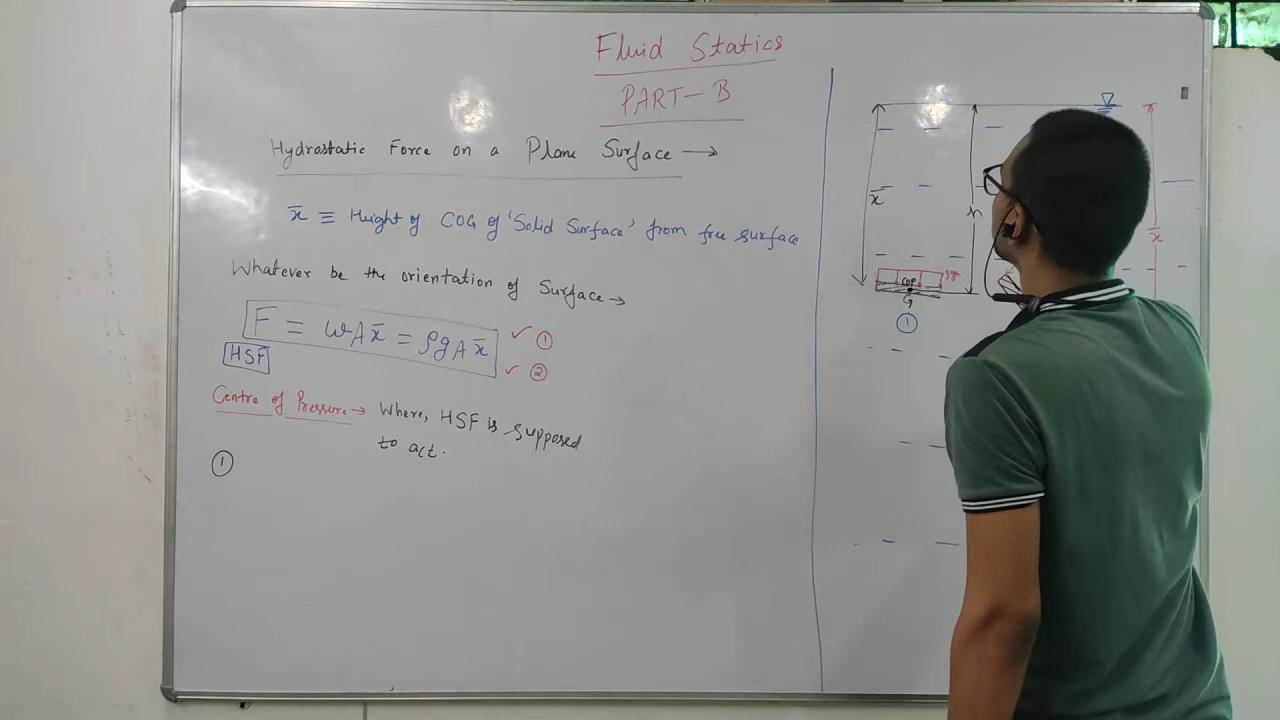 Fluid Statics
PART-B
Hydrostatic Force on a Plane Surface →
x̄ ≡ Height of COG of 'Solid Surface' from free surface
Whatever be the orientation of Surface →
F = wAx̄ = ρgAx̄ ✓ ①
HSF ✓ ②
Centre of Pressure → Where, HSF is supposed
to act.
①
x̄
h
x̄
COP
G
①